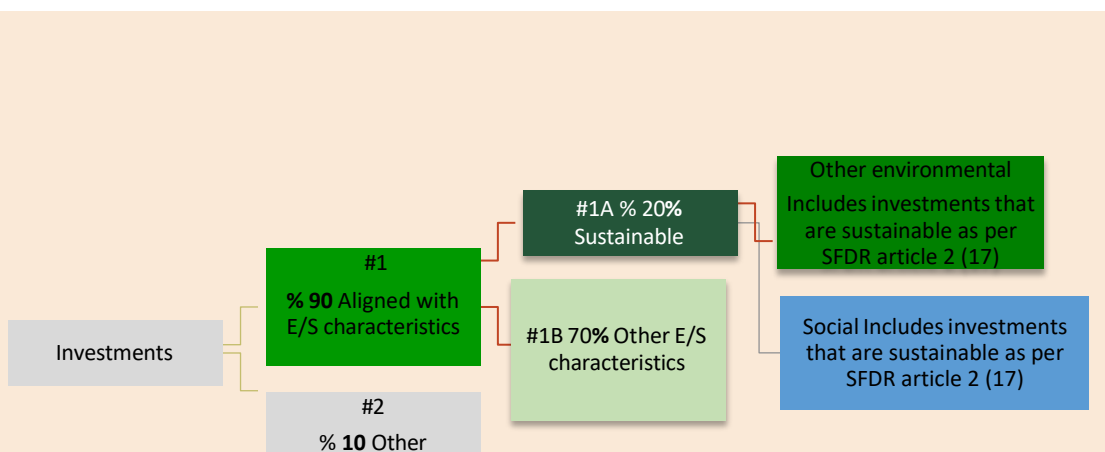 Investments
#1
% 90 Aligned with
E/S characteristics
#2
% 10 Other
#1A % 20%
Sustainable
#1B 70% Other E/S
characteristics
Other environmental
Includes investments that
are sustainable as per
SFDR article 2 (17)
Social Includes investments
that are sustainable as per
SFDR article 2 (17)